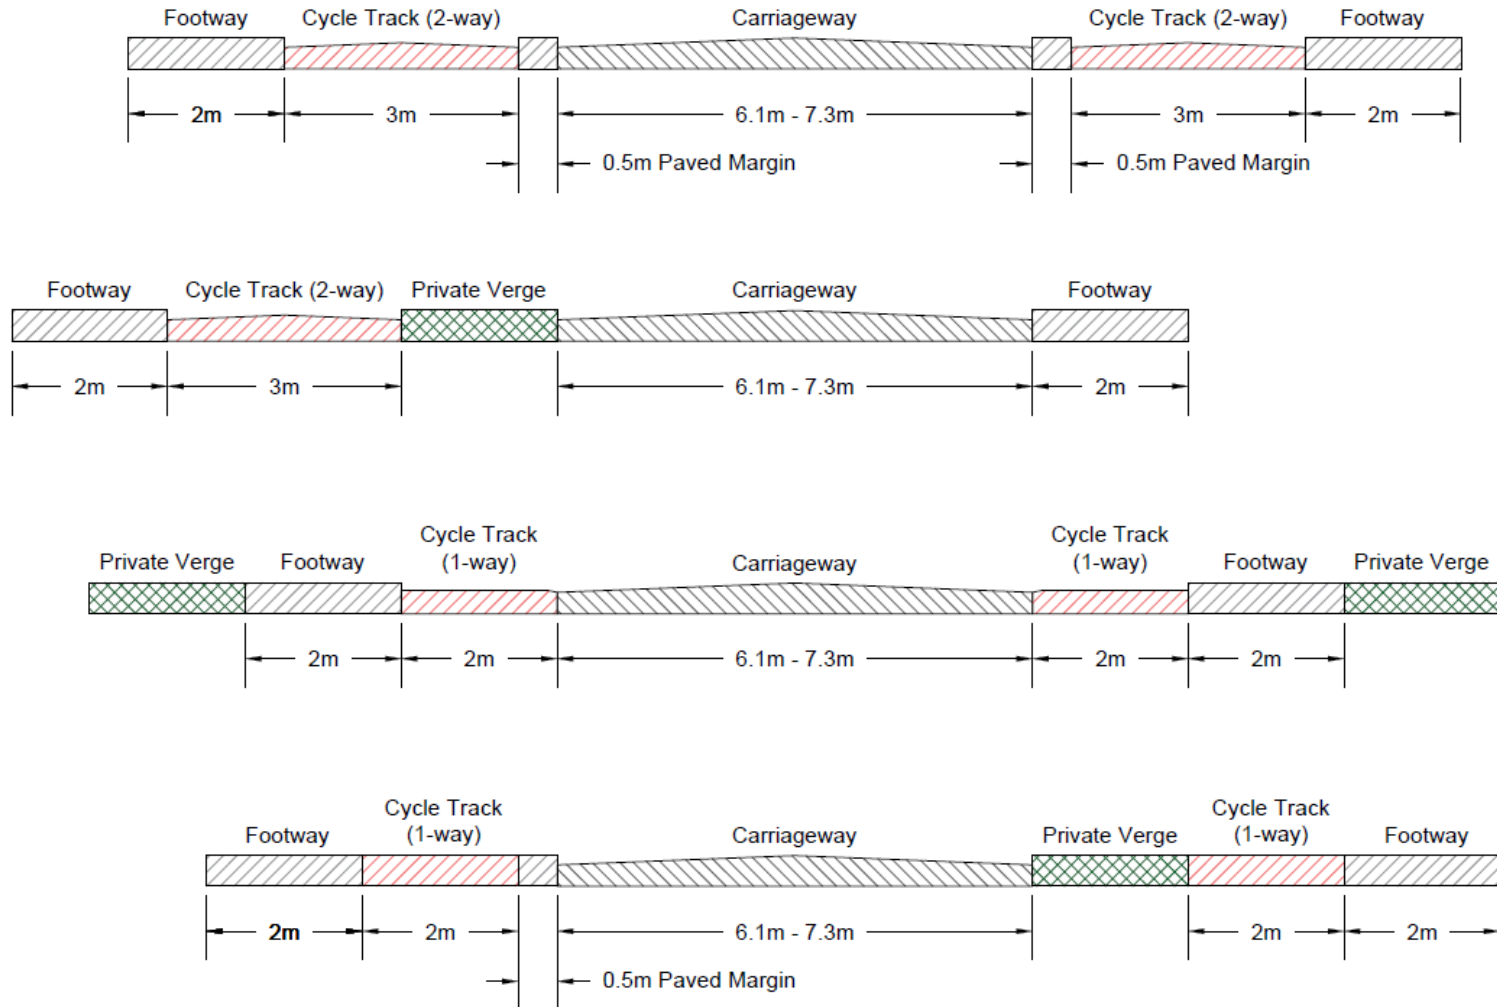 Footway Cycle Track (2-way) Carriageway Cycle Track (2-way) Footway
2m 3m 6.1m - 7.3m 3m 2m
0.5m Paved Margin 0.5m Paved Margin
Footway Cycle Track (2-way) Private Verge Carriageway Footway
2m 3m 6.1m - 7.3m 2m
Cycle Track Cycle Track
Private Verge Footway (1-way) Carriageway (1-way) Footway Private Verge
2m 2m 6.1m - 7.3m 2m 2m
Cycle Track Cycle Track
Footway (1-way) Carriageway Private Verge (1-way) Footway
2m 2m 6.1m - 7.3m 2m 2m
0.5m Paved Margin